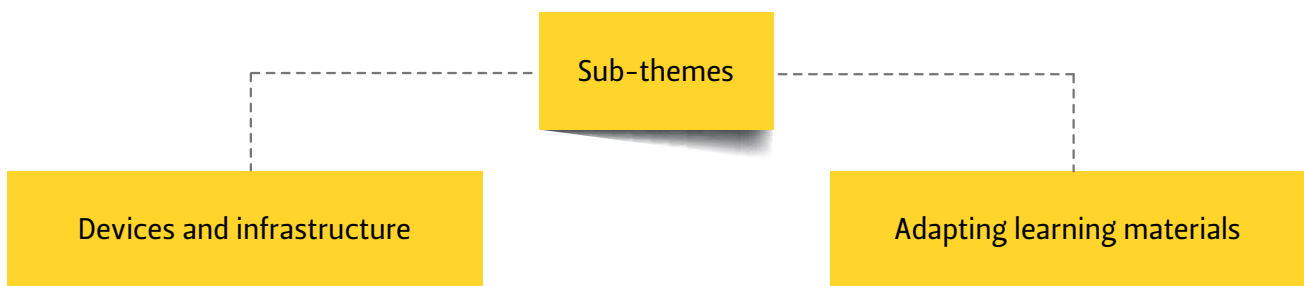 Sub-themes
Devices and infrastructure
Adapting learning materials